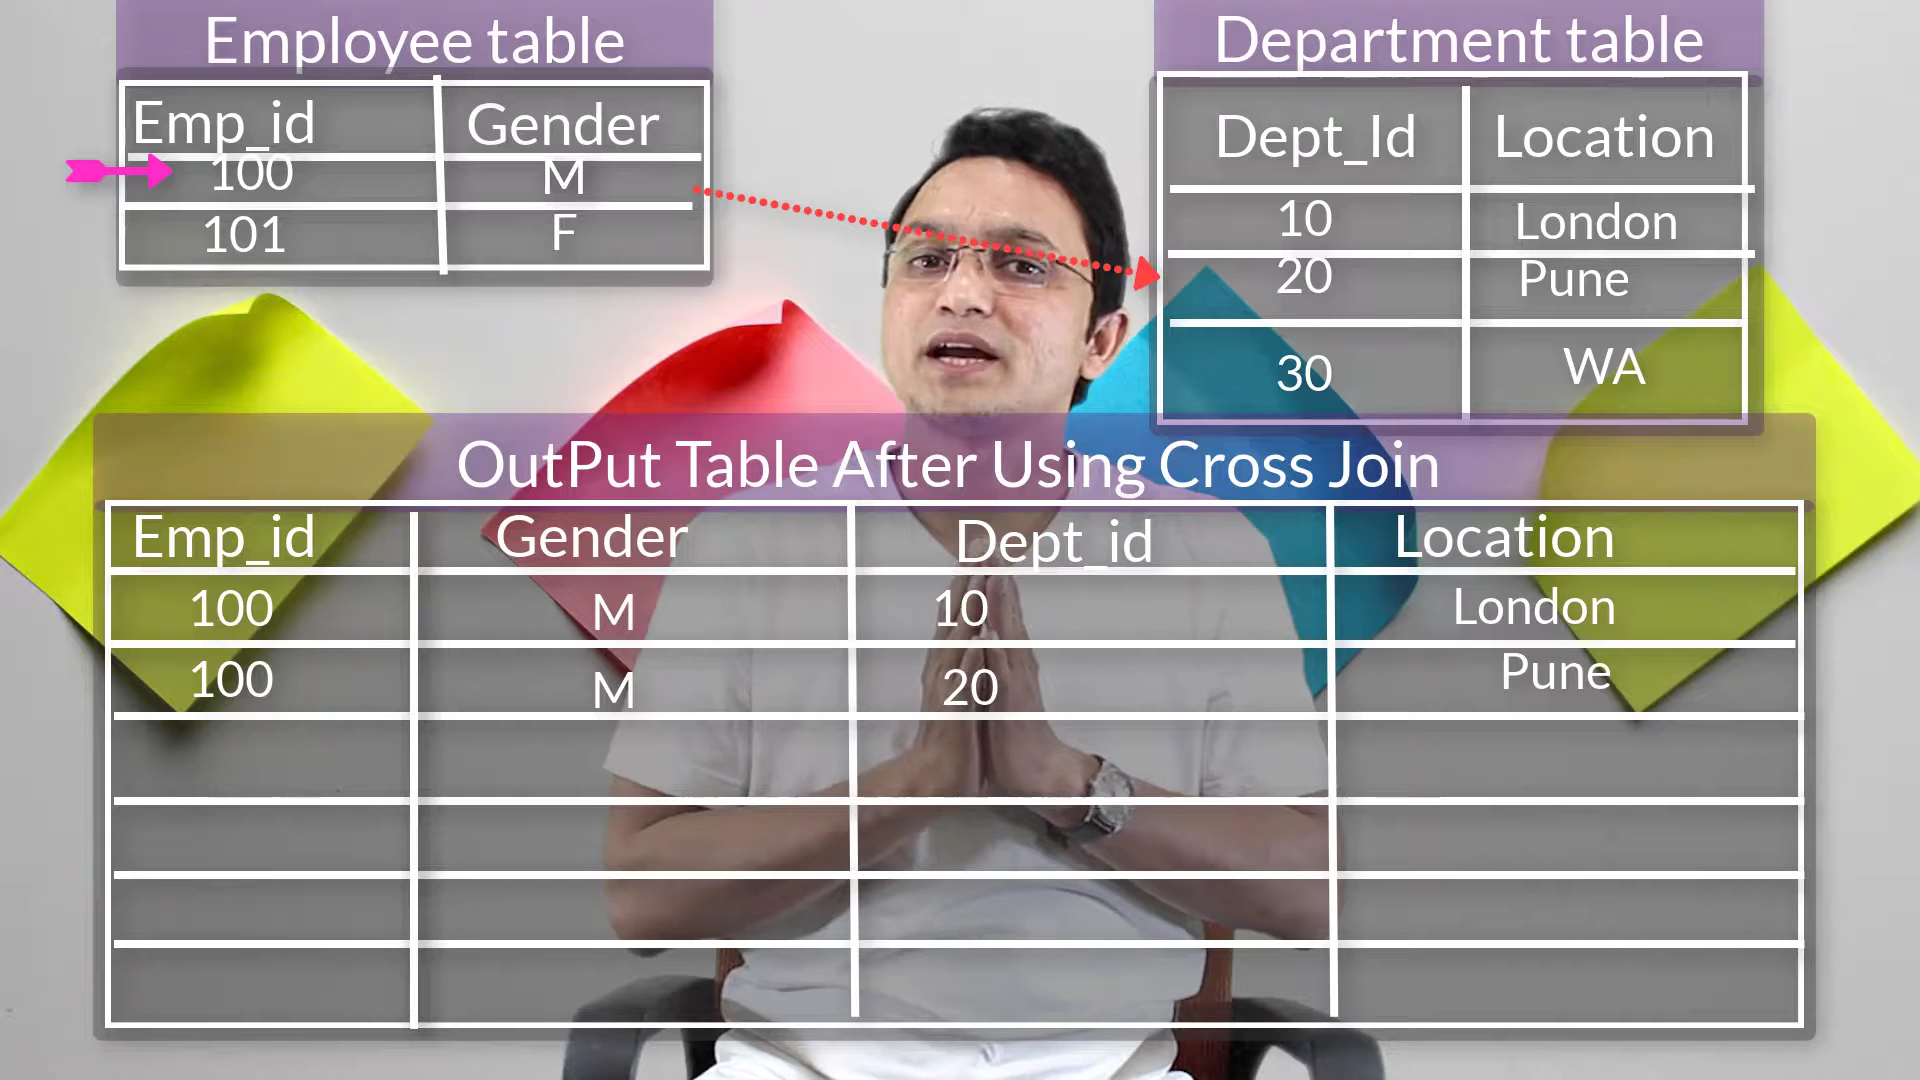 Employee table
Emp_id Gender
100 M
101 F
Department table
Dept_Id Location
10 London
20 Pune
30 WA
OutPut Table After Using Cross Join
Emp_id Gender Dept_id Location
100 M 10 London
100 M 20 Pune